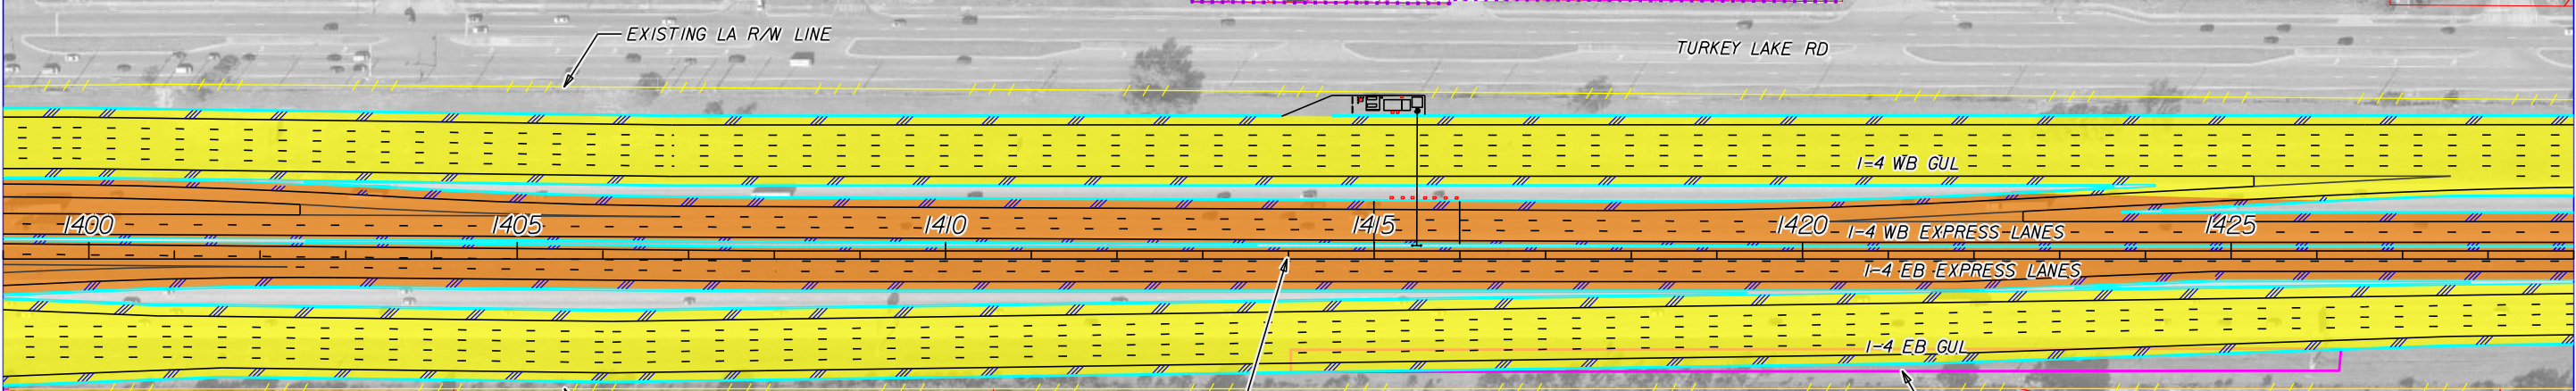 EXISTING LA R/W LINE
TURKEY LAKE RD
I-4 WB GUL
1400
1405
1410
1415
1420
1425
I-4 WB EXPRESS LANES
I-4 EB EXPRESS LANES
I-4 EB GUL